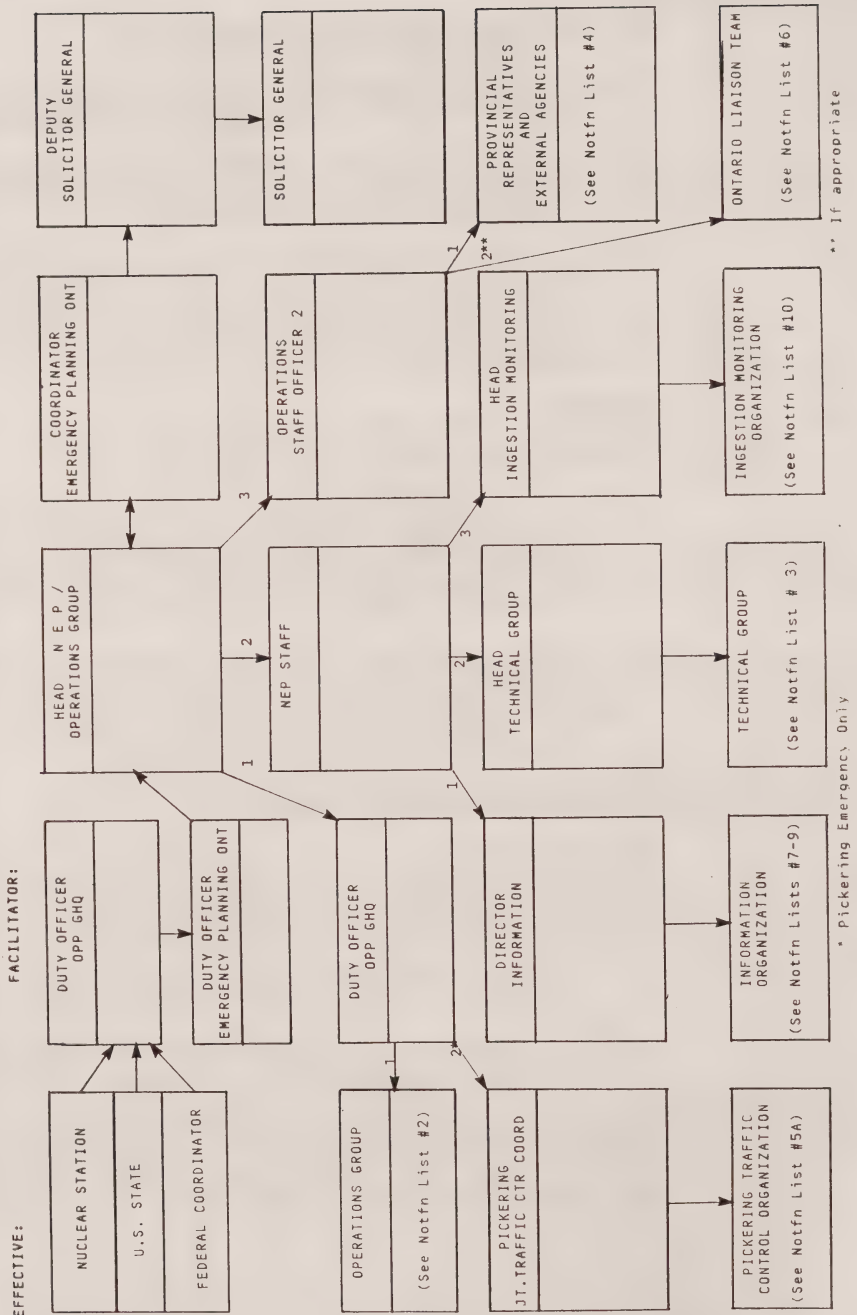 EFFECTIVE:
FACILITATOR:
NUCLEAR STATION
U.S. STATE
FEDERAL COORDINATOR
DUTY OFFICER
OPP GHQ
DUTY OFFICER
EMERGENCY PLANNING ONT
HEAD N E P /
OPERATIONS GROUP
COORDINATOR
EMERGENCY PLANNING ONT
DEPUTY
SOLICITOR GENERAL
SOLICITOR GENERAL
1
2
3
OPERATIONS GROUP
(See Notfn List #2)
1
DUTY OFFICER
OPP GHQ
NEP STAFF
OPERATIONS
STAFF OFFICER 2
2*
1
2
3
1
2**
PICKERING
JT.TRAFFIC CTR COORD
DIRECTOR
INFORMATION
HEAD
TECHNICAL GROUP
HEAD
INGESTION MONITORING
PROVINCIAL
REPRESENTATIVES
AND
EXTERNAL AGENCIES
(See Notfn List #4)
PICKERING TRAFFIC
CONTROL ORGANIZATION
(See Notfn List #5A)
INFORMATION
ORGANIZATION
(See Notfn Lists #7-9)
TECHNICAL GROUP
(See Notfn List # 3)
INGESTION MONITORING
ORGANIZATION
(See Notfn List #10)
ONTARIO LIAISON TEAM
(See Notfn List #6)
* Pickering Emergency Only
** If appropriate